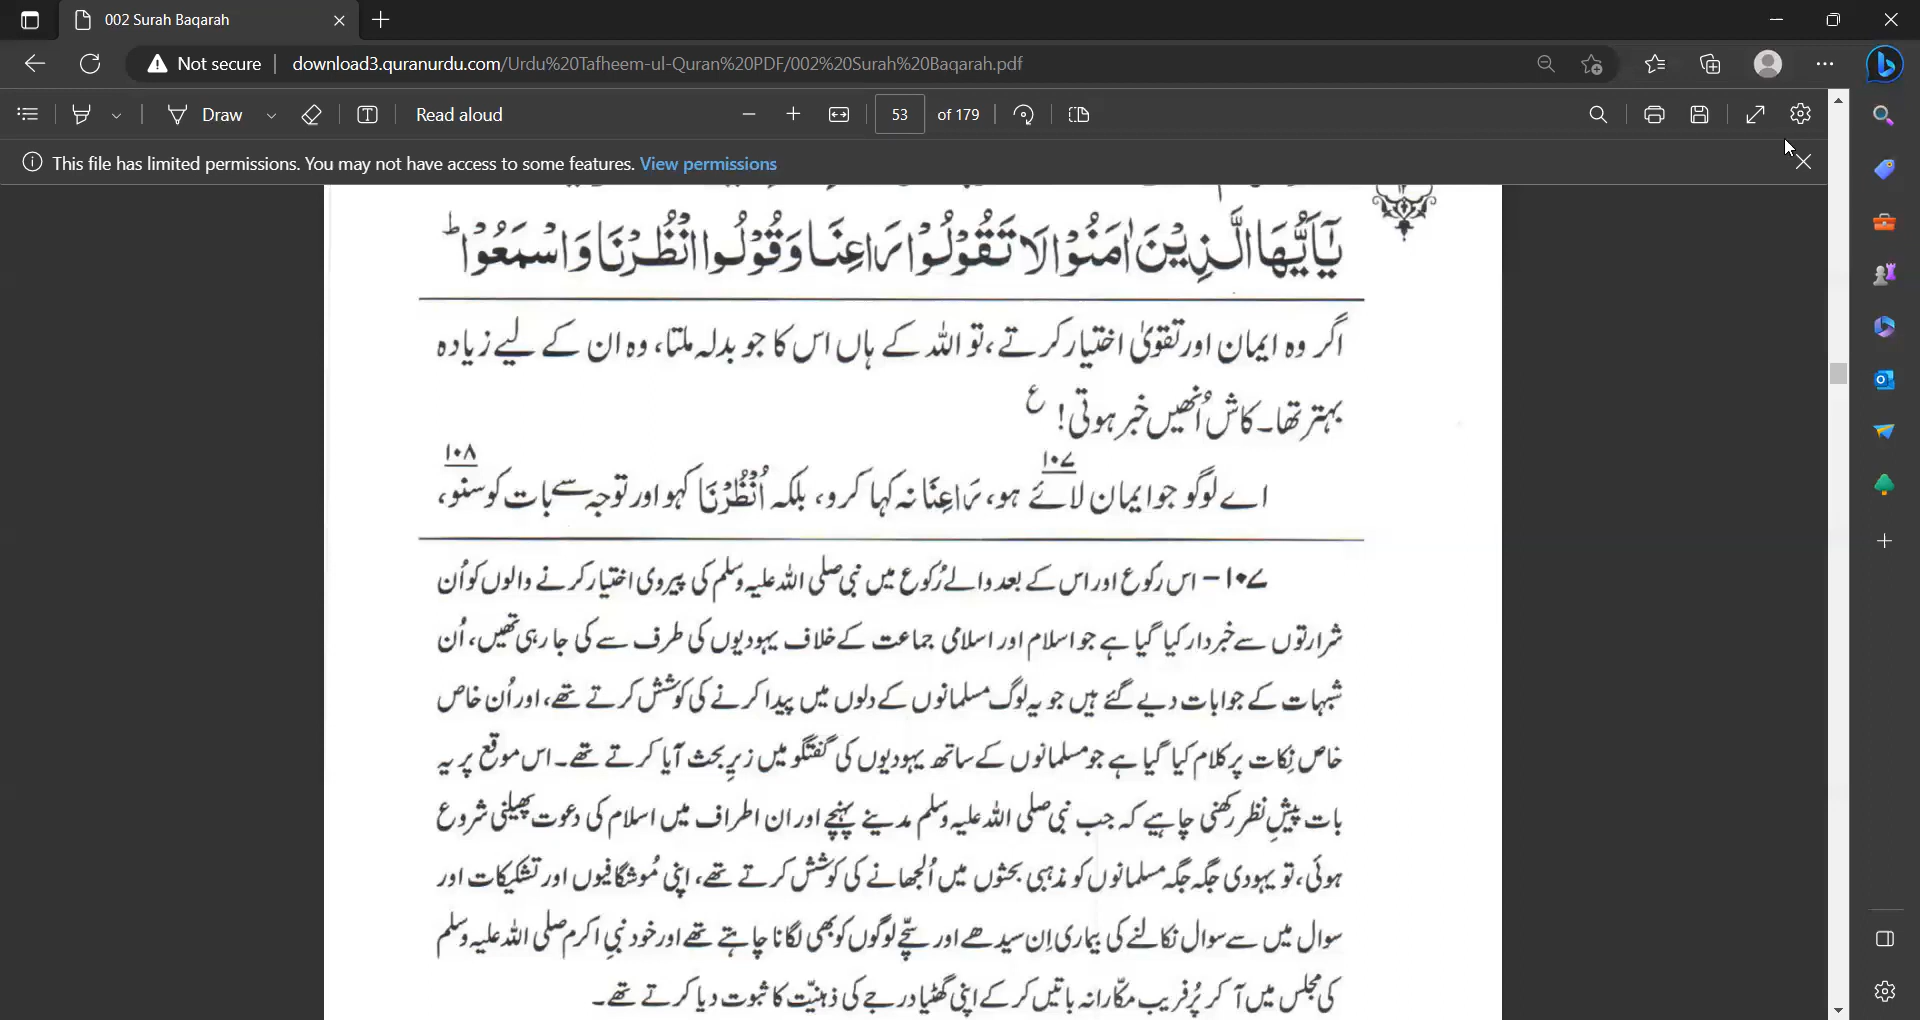 002 Surah Baqarah
Not secure download3.quranurdu.com/Urdu%20Tafheem-ul-Quran%20PDF/002%20Surah%20Baqarah.pdf
Draw Read aloud 53 of 179
This file has limited permissions. You may not have access to some features. View permissions
يٰٓاَيُّهَا الَّذِيْنَ اٰمَنُوْا لَا تَقُوْلُوْا رَاعِنَا وَقُوْلُوا انْظُرْنَا وَاسْمَعُوْا ؕ
اگر وہ ایمان اور تقویٰ اختیار کرتے، تو اللہ کے ہاں اس کا جو بدلہ ملتا، وہ ان کے لیے زیادہ
بہتر تھا۔ کاش اُنھیں خبر ہوتی! ع
اے لوگو جو ایمان لائے ۱۰۷ ہو، رَاعِنَا نہ کہا کرو، بلکہ اُنْظُرْنَا کہو اور توجہ سے بات کو سنو، ۱۰۸
۱۰۷ – اس رکوع اور اس کے بعد والے رُکوع میں نبی صلی اللہ علیہ وسلم کی پیروی اختیار کرنے والوں کو اُن
شرارتوں سے خبردار کیا گیا ہے جو اسلام اور اسلامی جماعت کے خلاف یہودیوں کی طرف سے کی جا رہی تھیں، اُن
شبہات کے جوابات دیے گئے ہیں جو یہ لوگ مسلمانوں کے دلوں میں پیدا کرنے کی کوشش کرتے تھے، اور اُن خاص
خاص نِکات پر کلام کیا گیا ہے جو مسلمانوں کے ساتھ یہودیوں کی گفتگو میں زیرِ بحث آیا کرتے تھے۔ اس موقع پر یہ
بات پیشِ نظر رکھنی چاہیے کہ جب نبی صلی اللہ علیہ وسلم مدینے پہنچے اور ان اطراف میں اسلام کی دعوت پھیلنی شروع
ہوئی، تو یہودی جگہ جگہ مسلمانوں کو مذہبی بحثوں میں اُلجھانے کی کوشش کرتے تھے، اپنی مُوشگافیوں اور تشکیکات اور
سوال میں سے سوال نکالنے کی بیماری اِن سیدھے اور سچّے لوگوں کو بھی لگانا چاہتے تھے اور خود نبیِ اکرم صلی اللہ علیہ وسلم
کی مجلس میں آ کر پُرفریب مکّارانہ باتیں کر کے اپنی گھٹیا درجے کی ذہنیّت کا ثبوت دیا کرتے تھے۔